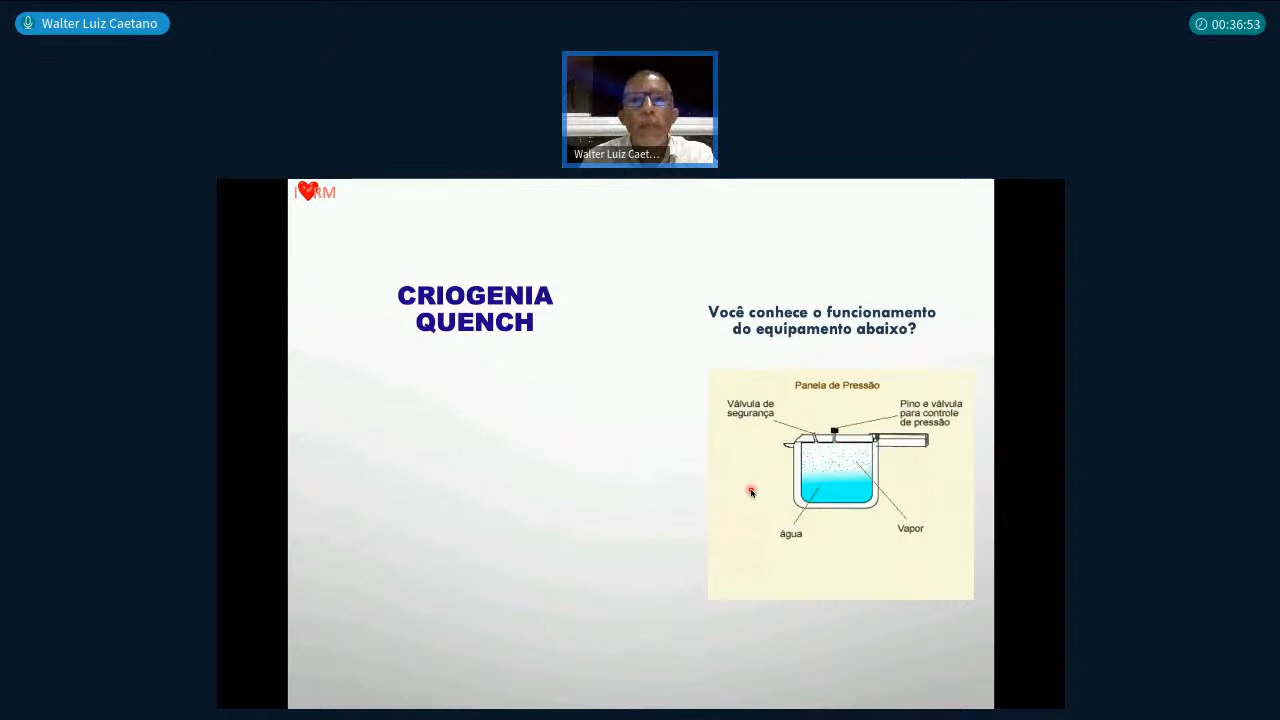 Walter Luiz Caetano
00:36:53
Walter Luiz Caet...
I RM
CRIOGENIA
QUENCH
Você conhece o funcionamento
do equipamento abaixo?
Panela de Pressão
Válvula de
segurança
Pino e válvula
para controle
de pressão
água
Vapor